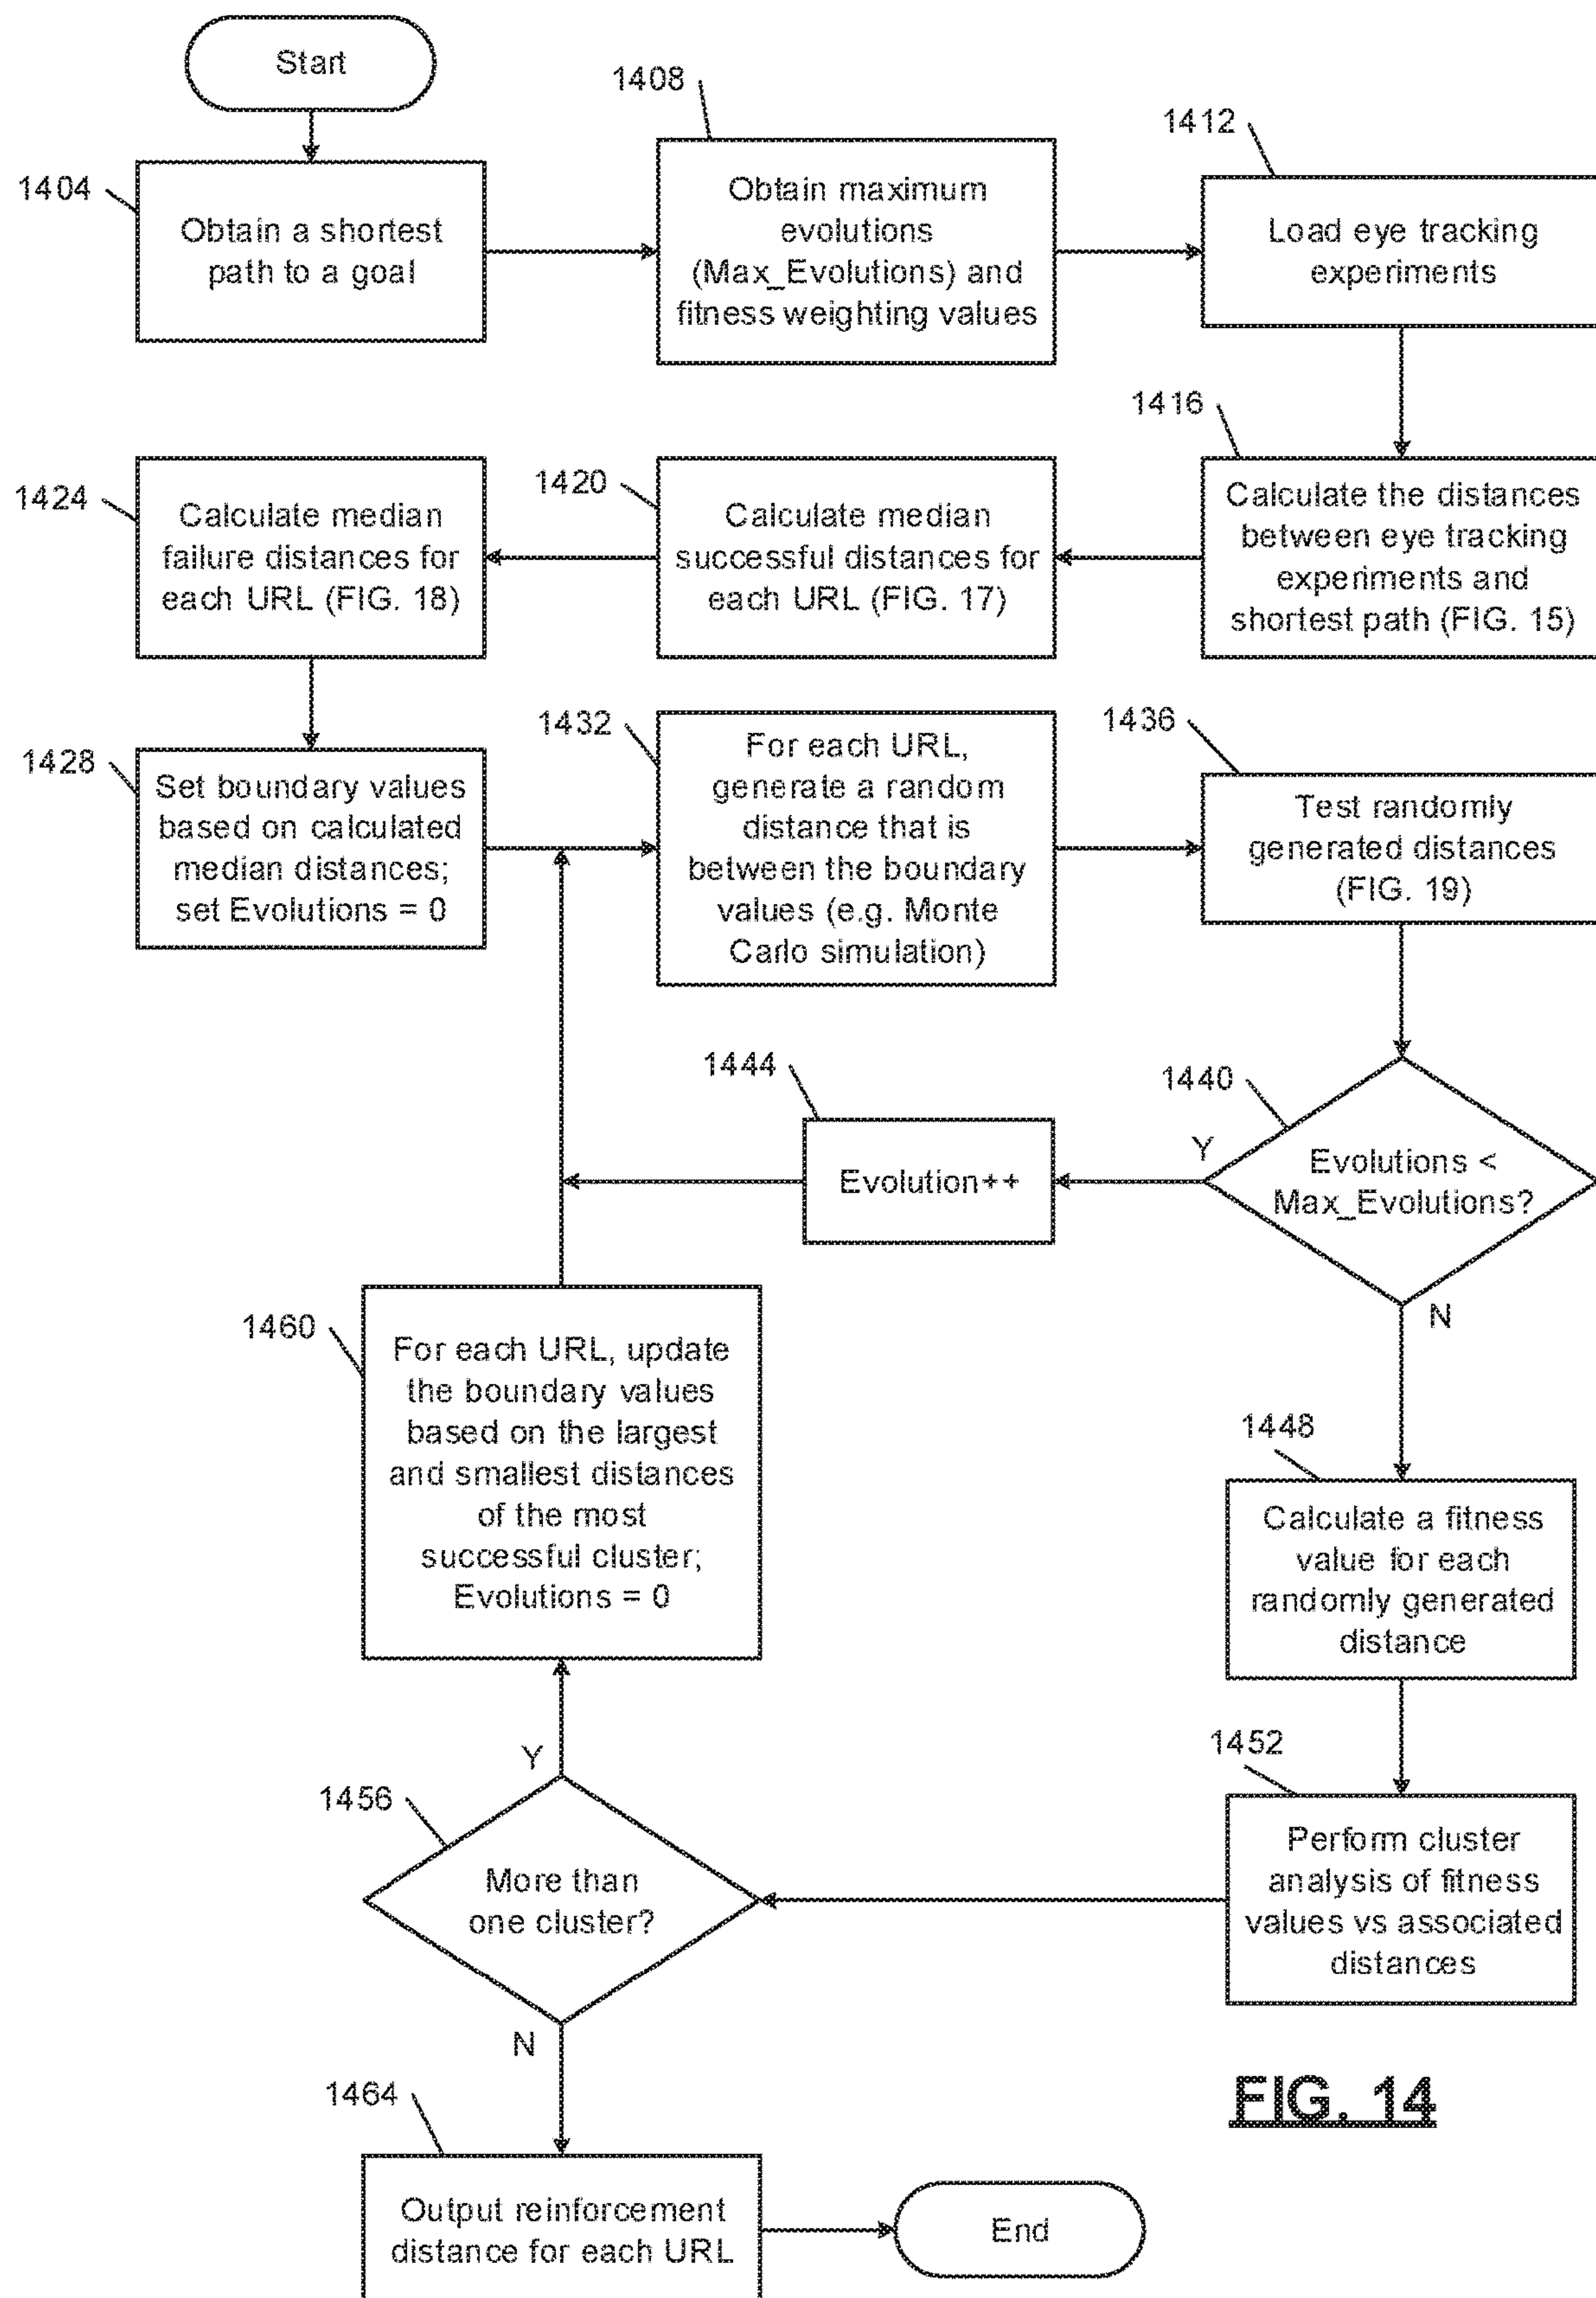 Start
1404
Obtain a shortest
path to a goal
1408
Obtain maximum
evolutions
(Max_Evolutions) and
fitness weighting values
1412
Load eye tracking
experiments
1416
Calculate the distances
between eye tracking
experiments and
shortest path (FIG. 15)
1420
Calculate median
successful distances for
each URL (FIG. 17)
1424
Calculate median
failure distances for
each URL (FIG. 18)
1428
Set boundary values
based on calculated
median distances;
set Evolutions = 0
1432
For each URL,
generate a random
distance that is
between the boundary
values (e.g. Monte
Carlo simulation)
1436
Test randomly
generated distances
(FIG. 19)
1440
Evolutions <
Max_Evolutions?
Y
N
1444
Evolution++
1448
Calculate a fitness
value for each
randomly generated
distance
1452
Perform cluster
analysis of fitness
values vs associated
distances
1456
More than
one cluster?
Y
N
1460
For each URL, update
the boundary values
based on the largest
and smallest distances
of the most
successful cluster;
Evolutions = 0
1464
Output reinforcement
distance for each URL
End
FIG. 14